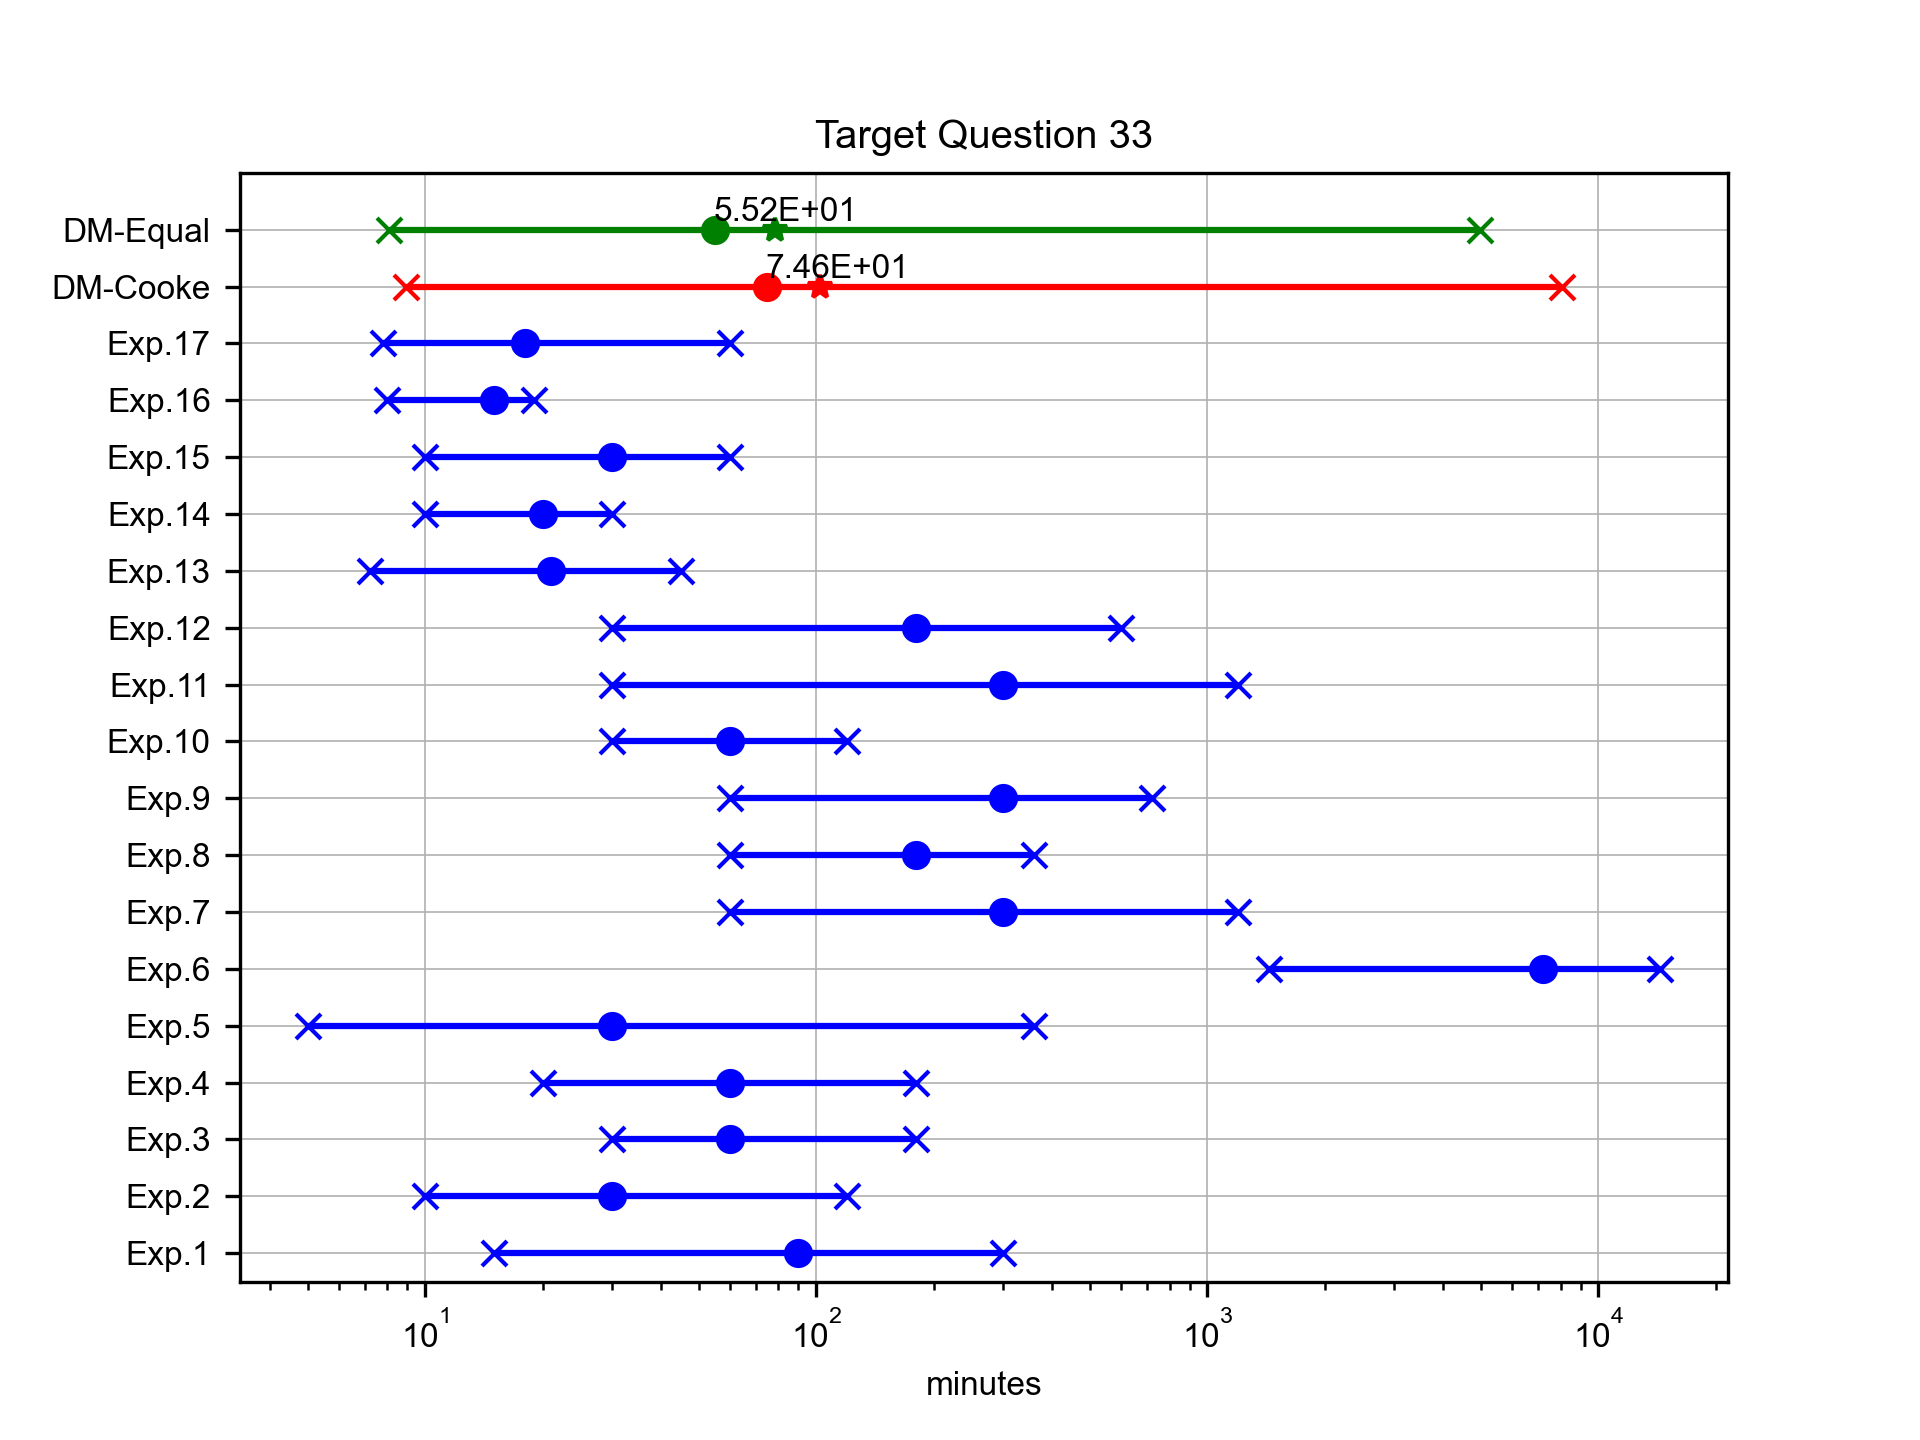 Target Question 33
5.52E+01
DM-Equal
7.46E+01
DM-Cooke
Exp.17
Exp.16
Exp.15
Exp.14
Exp.13
Exp.12
Exp.11
Exp.10
Exp.9
Exp.8
Exp.7
Exp.6
Exp.5
Exp.4
Exp.3
Exp.2
Exp.1
10¹ 10² 10³ 10⁴
minutes